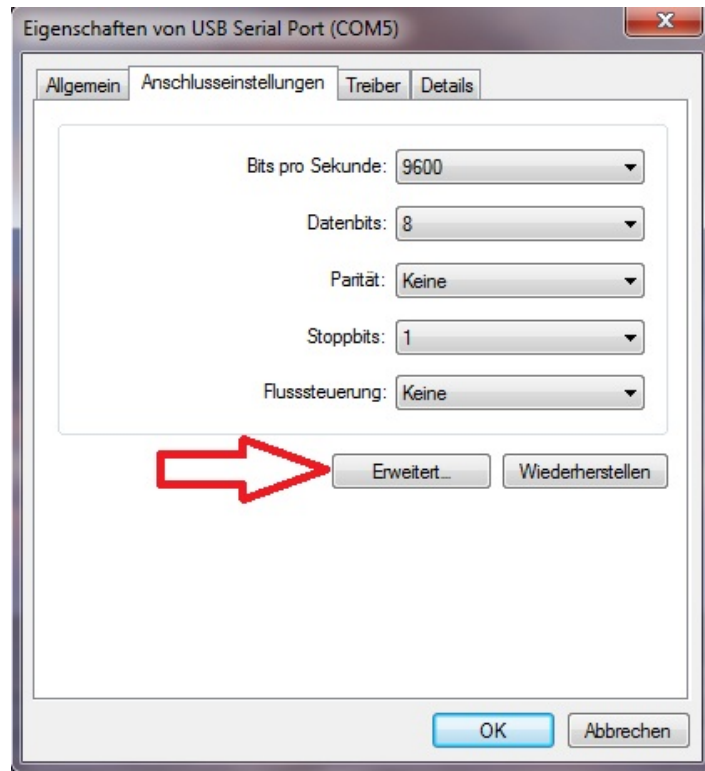 Eigenschaften von USB Serial Port (COM5)
Allgemein Anschlusseinstellungen Treiber Details
Bits pro Sekunde: 9600
Datenbits: 8
Parität: Keine
Stoppbits: 1
Flusssteuerung: Keine
Erweitert... Wiederherstellen
OK Abbrechen